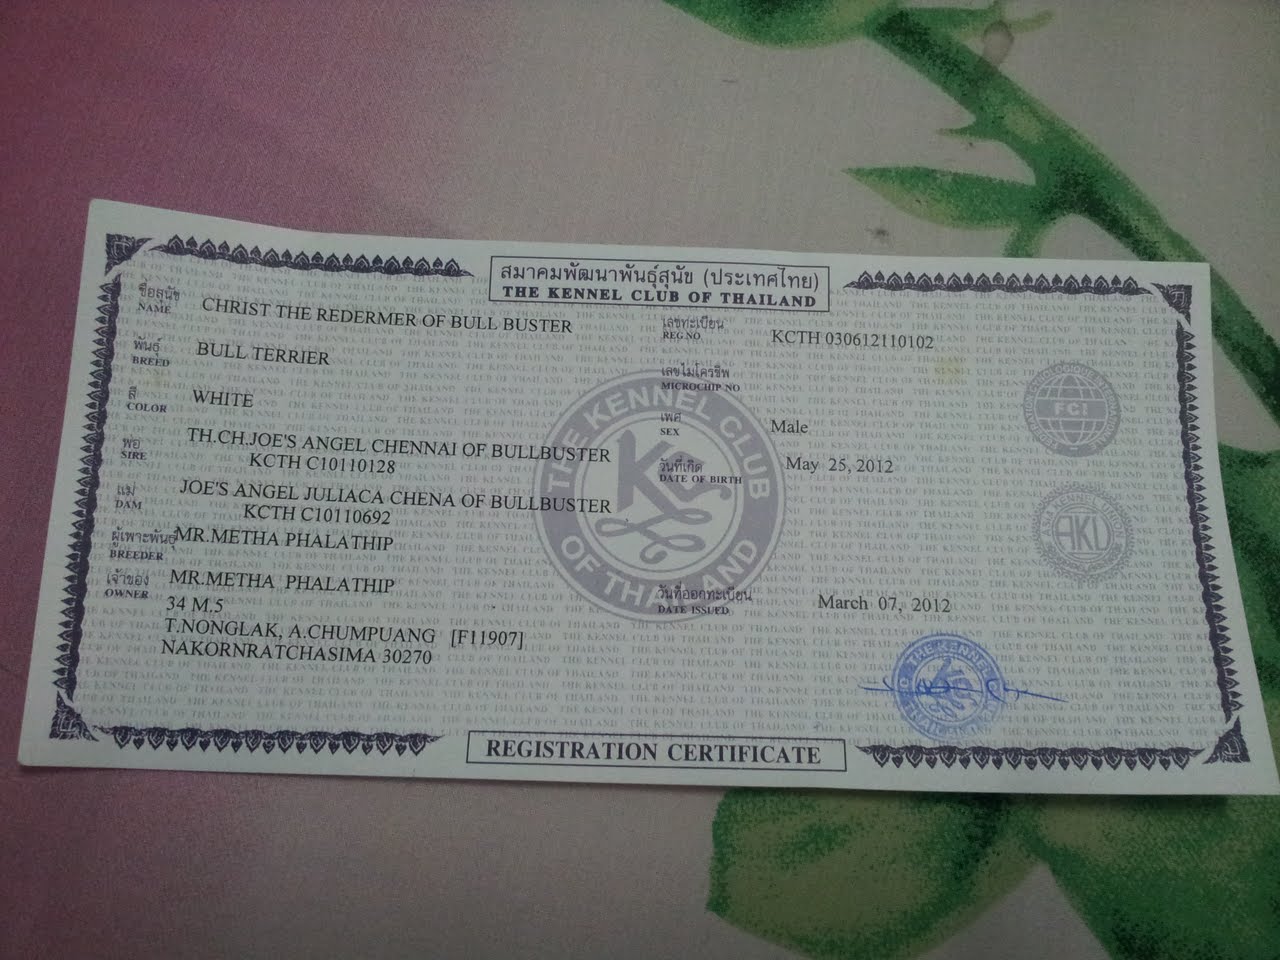 สมาคมพัฒนาพันธุ์สุนัข (ประเทศไทย)
THE KENNEL CLUB OF THAILAND
ชื่อสุนัข
NAME
CHRIST THE REDERMER OF BULL BUSTER
พันธุ์
BREED
BULL TERRIER
สี
COLOR
WHITE
พ่อ
SIRE
TH.CH.JOE'S ANGEL CHENNAI OF BULLBUSTER
KCTH C10110128
แม่
DAM
JOE'S ANGEL JULIACA CHENA OF BULLBUSTER
KCTH C10110692
ผู้เพาะพันธุ์
BREEDER
MR.METHA PHALATHIP
เจ้าของ
OWNER
MR.METHA PHALATHIP
34 M.5
T.NONGLAK, A.CHUMPUANG [F11907]
NAKORNRATCHASIMA 30270
เลขทะเบียน
REG.NO
KCTH 030612110102
เลขไมโครชิพ
MICROCHIP NO
เพศ
SEX
Male
วันที่เกิด
DATE OF BIRTH
May 25, 2012
วันที่ออกทะเบียน
DATE ISSUED
March 07, 2012
THE KENNEL CLUB
OF THAILAND
FCI
ASIA KENNEL UNION
AKU
THE KENNEL
REGISTRATION CERTIFICATE